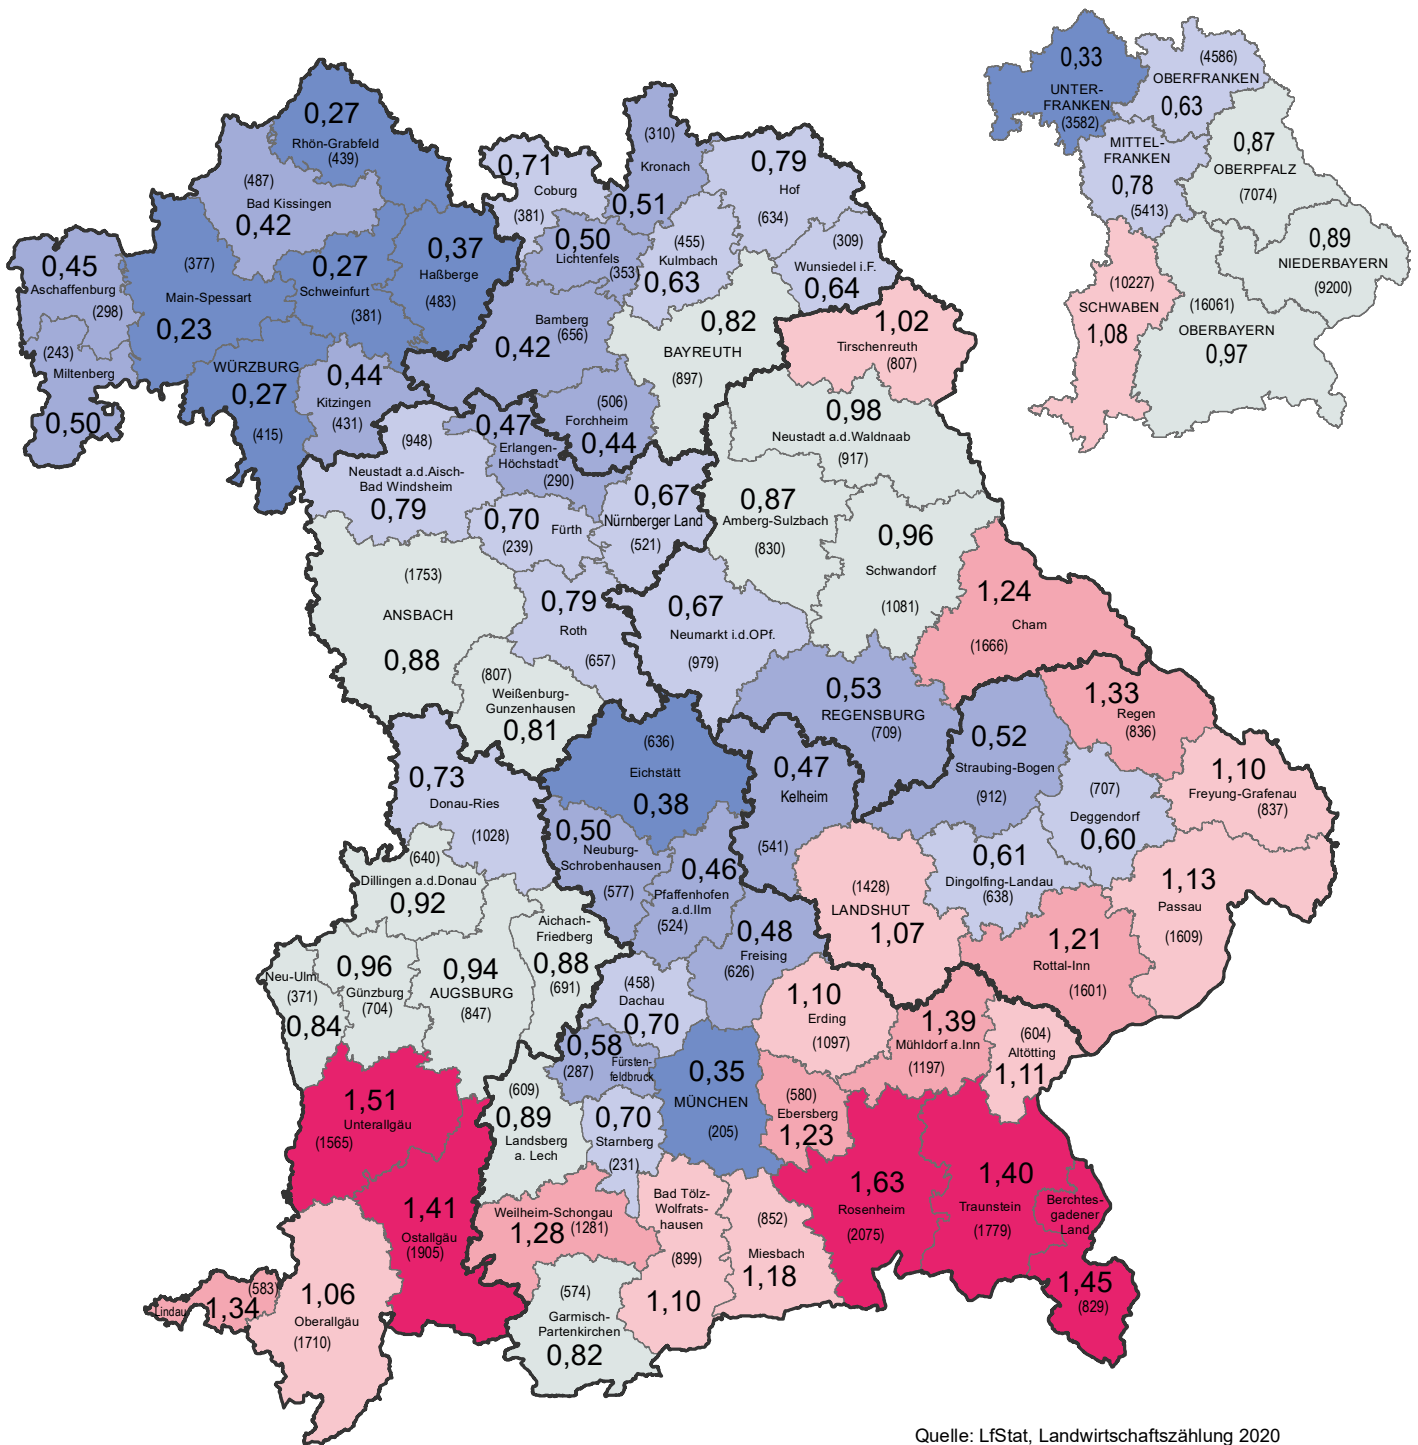 0,27
Rhön-Grabfeld
(439)
(487)
Bad Kissingen
0,42
0,45
Aschaffenburg
(298)
(243)
Miltenberg
0,50
(377)
Main-Spessart
0,23
0,27
Schweinfurt
(381)
0,37
Haßberge
(483)
WÜRZBURG
0,27
(415)
0,44
Kitzingen
(431)
0,71
Coburg
(381)
(310)
Kronach
0,51
0,79
Hof
(634)
0,50
Lichtenfels
(353)
(455)
Kulmbach
0,63
(309)
Wunsiedel i.F.
0,64
Bamberg
(656)
0,42
0,82
BAYREUTH
(897)
(506)
Forchheim
0,44
1,02
Tirschenreuth
(807)
0,98
Neustadt a.d.Waldnaab
(917)
0,87
Amberg-Sulzbach
(830)
0,96
Schwandorf
(1081)
1,24
Cham
(1666)
0,67
Neumarkt i.d.OPf.
(979)
0,53
REGENSBURG
(709)
(948)
Neustadt a.d.Aisch-
Bad Windsheim
0,79
0,47
Erlangen-
Höchstadt
(290)
0,70
Fürth
(239)
0,67
Nürnberger Land
(521)
(1753)
ANSBACH
0,88
0,79
Roth
(657)
(807)
Weißenburg-
Gunzenhausen
0,81
0,73
Donau-Ries
(1028)
(640)
Dillingen a.d.Donau
0,92
Neu-Ulm
(371)
0,84
0,96
Günzburg
(704)
0,94
AUGSBURG
(847)
Aichach-
Friedberg
0,88
(691)
1,51
Unterallgäu
(1565)
1,41
Ostallgäu
(1905)
1,06
Oberallgäu
(1710)
Lindau
(583)
1,34
(636)
Eichstätt
0,38
0,50
Neuburg-
Schrobenhausen
(577)
0,46
Pfaffenhofen
a.d.Ilm
(524)
0,48
Freising
(626)
(458)
Dachau
0,70
0,58
Fürsten-
feldbruck
(287)
0,35
MÜNCHEN
(205)
0,70
Starnberg
(231)
(609)
0,89
Landsberg
a. Lech
Weilheim-Schongau
1,28
(1281)
(574)
Garmisch-
Partenkirchen
0,82
Bad Tölz-
Wolfrats-
hausen
(899)
1,10
(852)
Miesbach
1,18
1,10
Erding
(1097)
(580)
Ebersberg
1,23
1,39
Mühldorf a.Inn
(1197)
(604)
Altötting
1,11
1,63
Rosenheim
(2075)
1,40
Traunstein
(1779)
Berchtes-
gadener
Land
1,45
(829)
0,47
Kelheim
(541)
0,52
Straubing-Bogen
(912)
1,33
Regen
(836)
1,10
Freyung-Grafenau
(837)
(707)
Deggendorf
0,60
0,61
Dingolfing-Landau
(638)
(1428)
LANDSHUT
1,07
1,13
Passau
(1609)
1,21
Rottal-Inn
(1601)
0,33
UNTER-
FRANKEN
(3582)
(4586)
OBERFRANKEN
0,63
MITTEL-
FRANKEN
0,78
(5413)
0,87
OBERPFALZ
(7074)
0,89
NIEDERBAYERN
(9200)
(10227)
SCHWABEN
1,08
(16061)
OBERBAYERN
0,97
Quelle: LfStat, Landwirtschaftszählung 2020